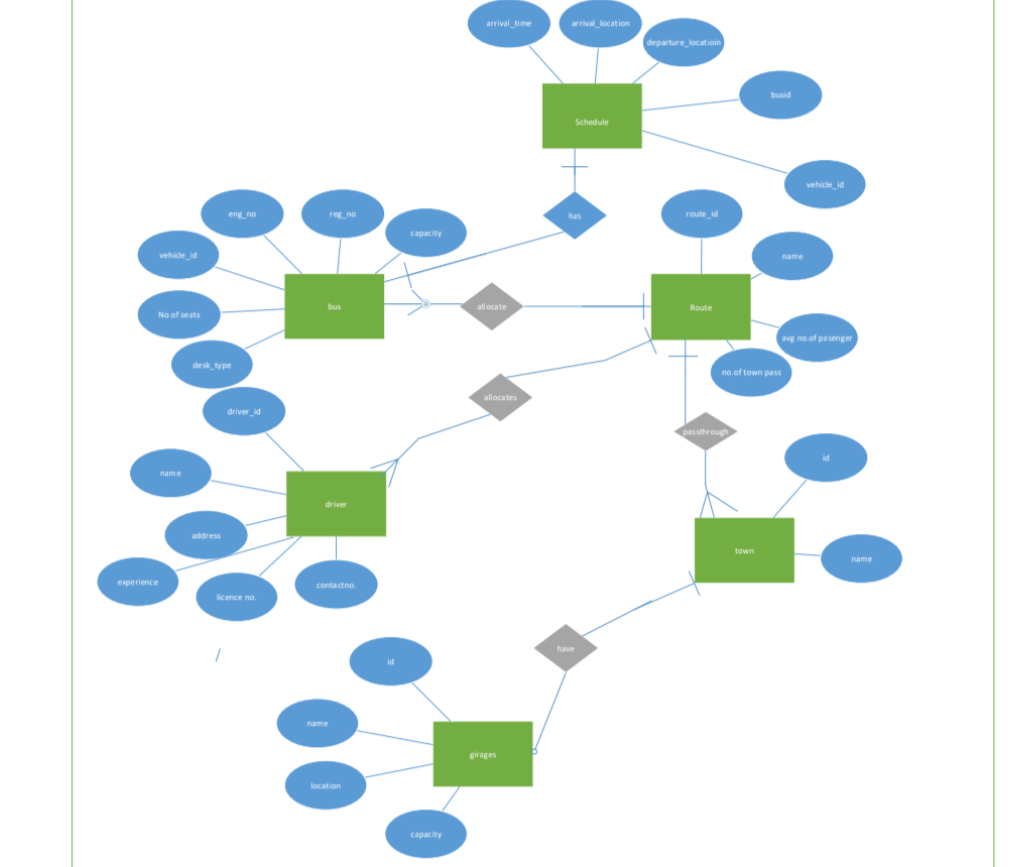 arrival_time
arrival_location
departure_locatioin
busid
Schedule
vehicle_id
has
eng_no
reg_no
capacity
route_id
vehicle_id
name
No.of seats
bus
allocate
Route
avg no.of pasenger
desk_type
no.of town pass
driver_id
allocates
passthrough
name
id
driver
address
town
name
experience
licence no.
contactno.
have
id
name
girages
location
capacity